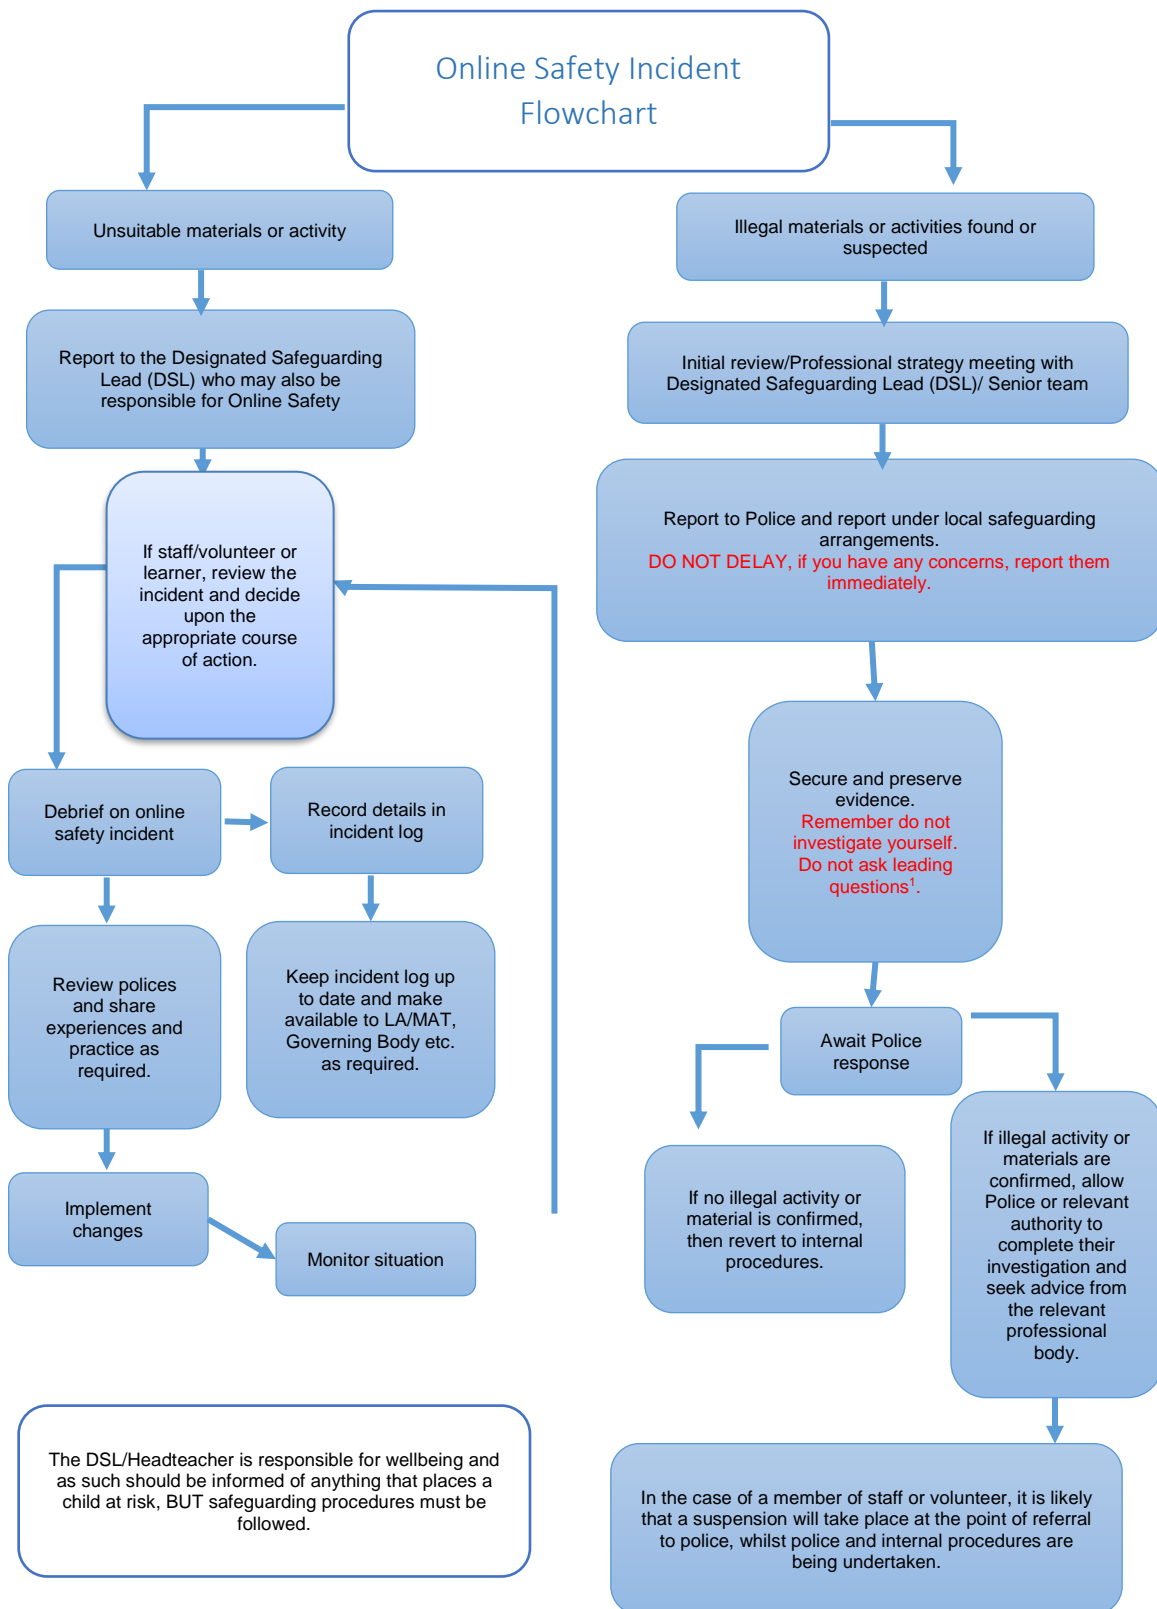 Online Safety Incident
Flowchart
Unsuitable materials or activity
Report to the Designated Safeguarding
Lead (DSL) who may also be
responsible for Online Safety
If staff/volunteer or
learner, review the
incident and decide
upon the
appropriate course
of action.
Debrief on online
safety incident
Record details in
incident log
Review polices
and share
experiences and
practice as
required.
Keep incident log up
to date and make
available to LA/MAT,
Governing Body etc.
as required.
Implement
changes
Monitor situation
The DSL/Headteacher is responsible for wellbeing and
as such should be informed of anything that places a
child at risk, BUT safeguarding procedures must be
followed.
Illegal materials or activities found or
suspected
Initial review/Professional strategy meeting with
Designated Safeguarding Lead (DSL)/ Senior team
Report to Police and report under local safeguarding
arrangements.
DO NOT DELAY, if you have any concerns, report them
immediately.
Secure and preserve
evidence.
Remember do not
investigate yourself.
Do not ask leading
questions¹.
Await Police
response
If no illegal activity or
material is confirmed,
then revert to internal
procedures.
If illegal activity or
materials are
confirmed, allow
Police or relevant
authority to
complete their
investigation and
seek advice from
the relevant
professional
body.
In the case of a member of staff or volunteer, it is likely
that a suspension will take place at the point of referral
to police, whilst police and internal procedures are
being undertaken.